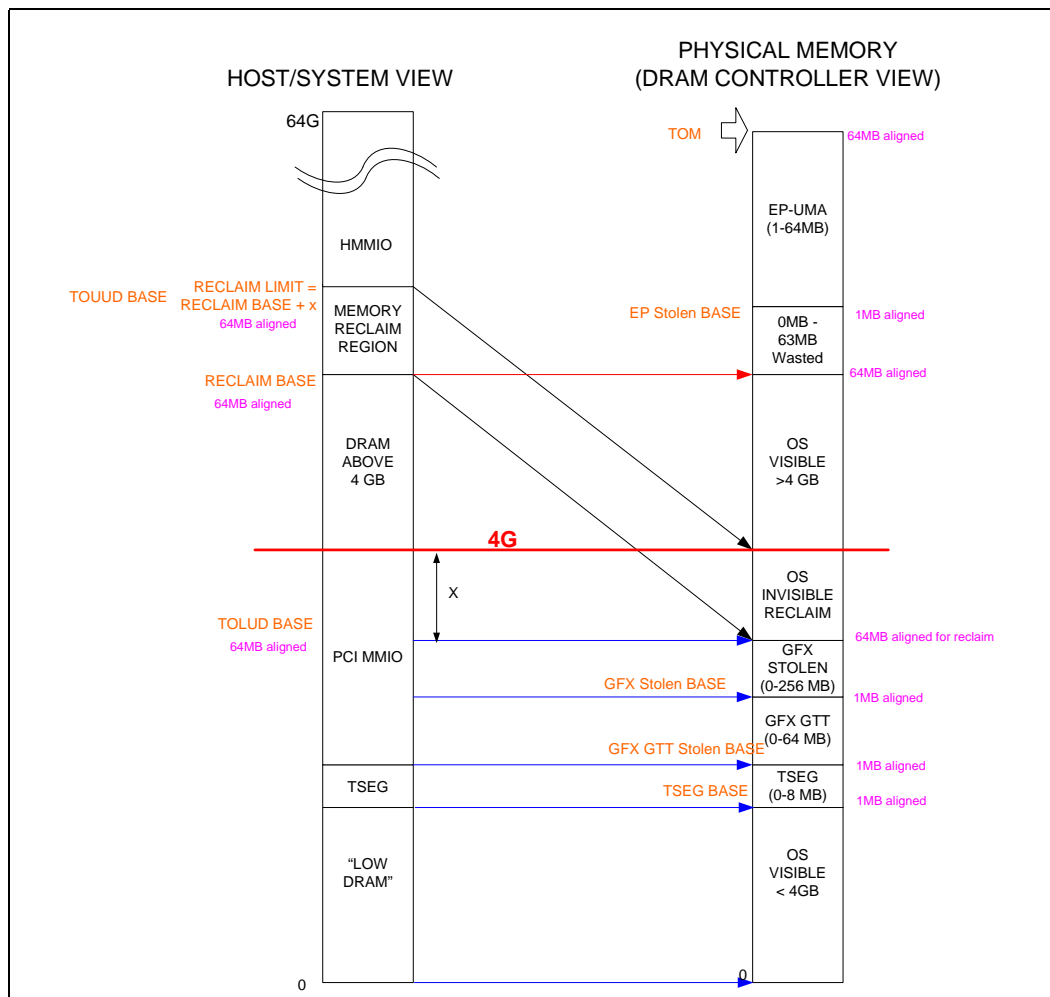 PHYSICAL MEMORY
(DRAM CONTROLLER VIEW)
HOST/SYSTEM VIEW
64G
TOM
64MB aligned
EP-UMA
(1-64MB)
HMMIO
TOUUD BASE
RECLAIM LIMIT =
RECLAIM BASE + x
64MB aligned
MEMORY
RECLAIM
REGION
EP Stolen BASE
1MB aligned
0MB -
63MB
Wasted
RECLAIM BASE
64MB aligned
64MB aligned
DRAM
ABOVE
4 GB
OS
VISIBLE
>4 GB
4G
X
OS
INVISIBLE
RECLAIM
TOLUD BASE
64MB aligned
64MB aligned for reclaim
PCI MMIO
GFX
STOLEN
(0-256 MB)
GFX Stolen BASE
1MB aligned
GFX GTT
(0-64 MB)
GFX GTT Stolen BASE
1MB aligned
TSEG
TSEG
(0-8 MB)
TSEG BASE
1MB aligned
“LOW
DRAM”
OS
VISIBLE
< 4GB
0
0